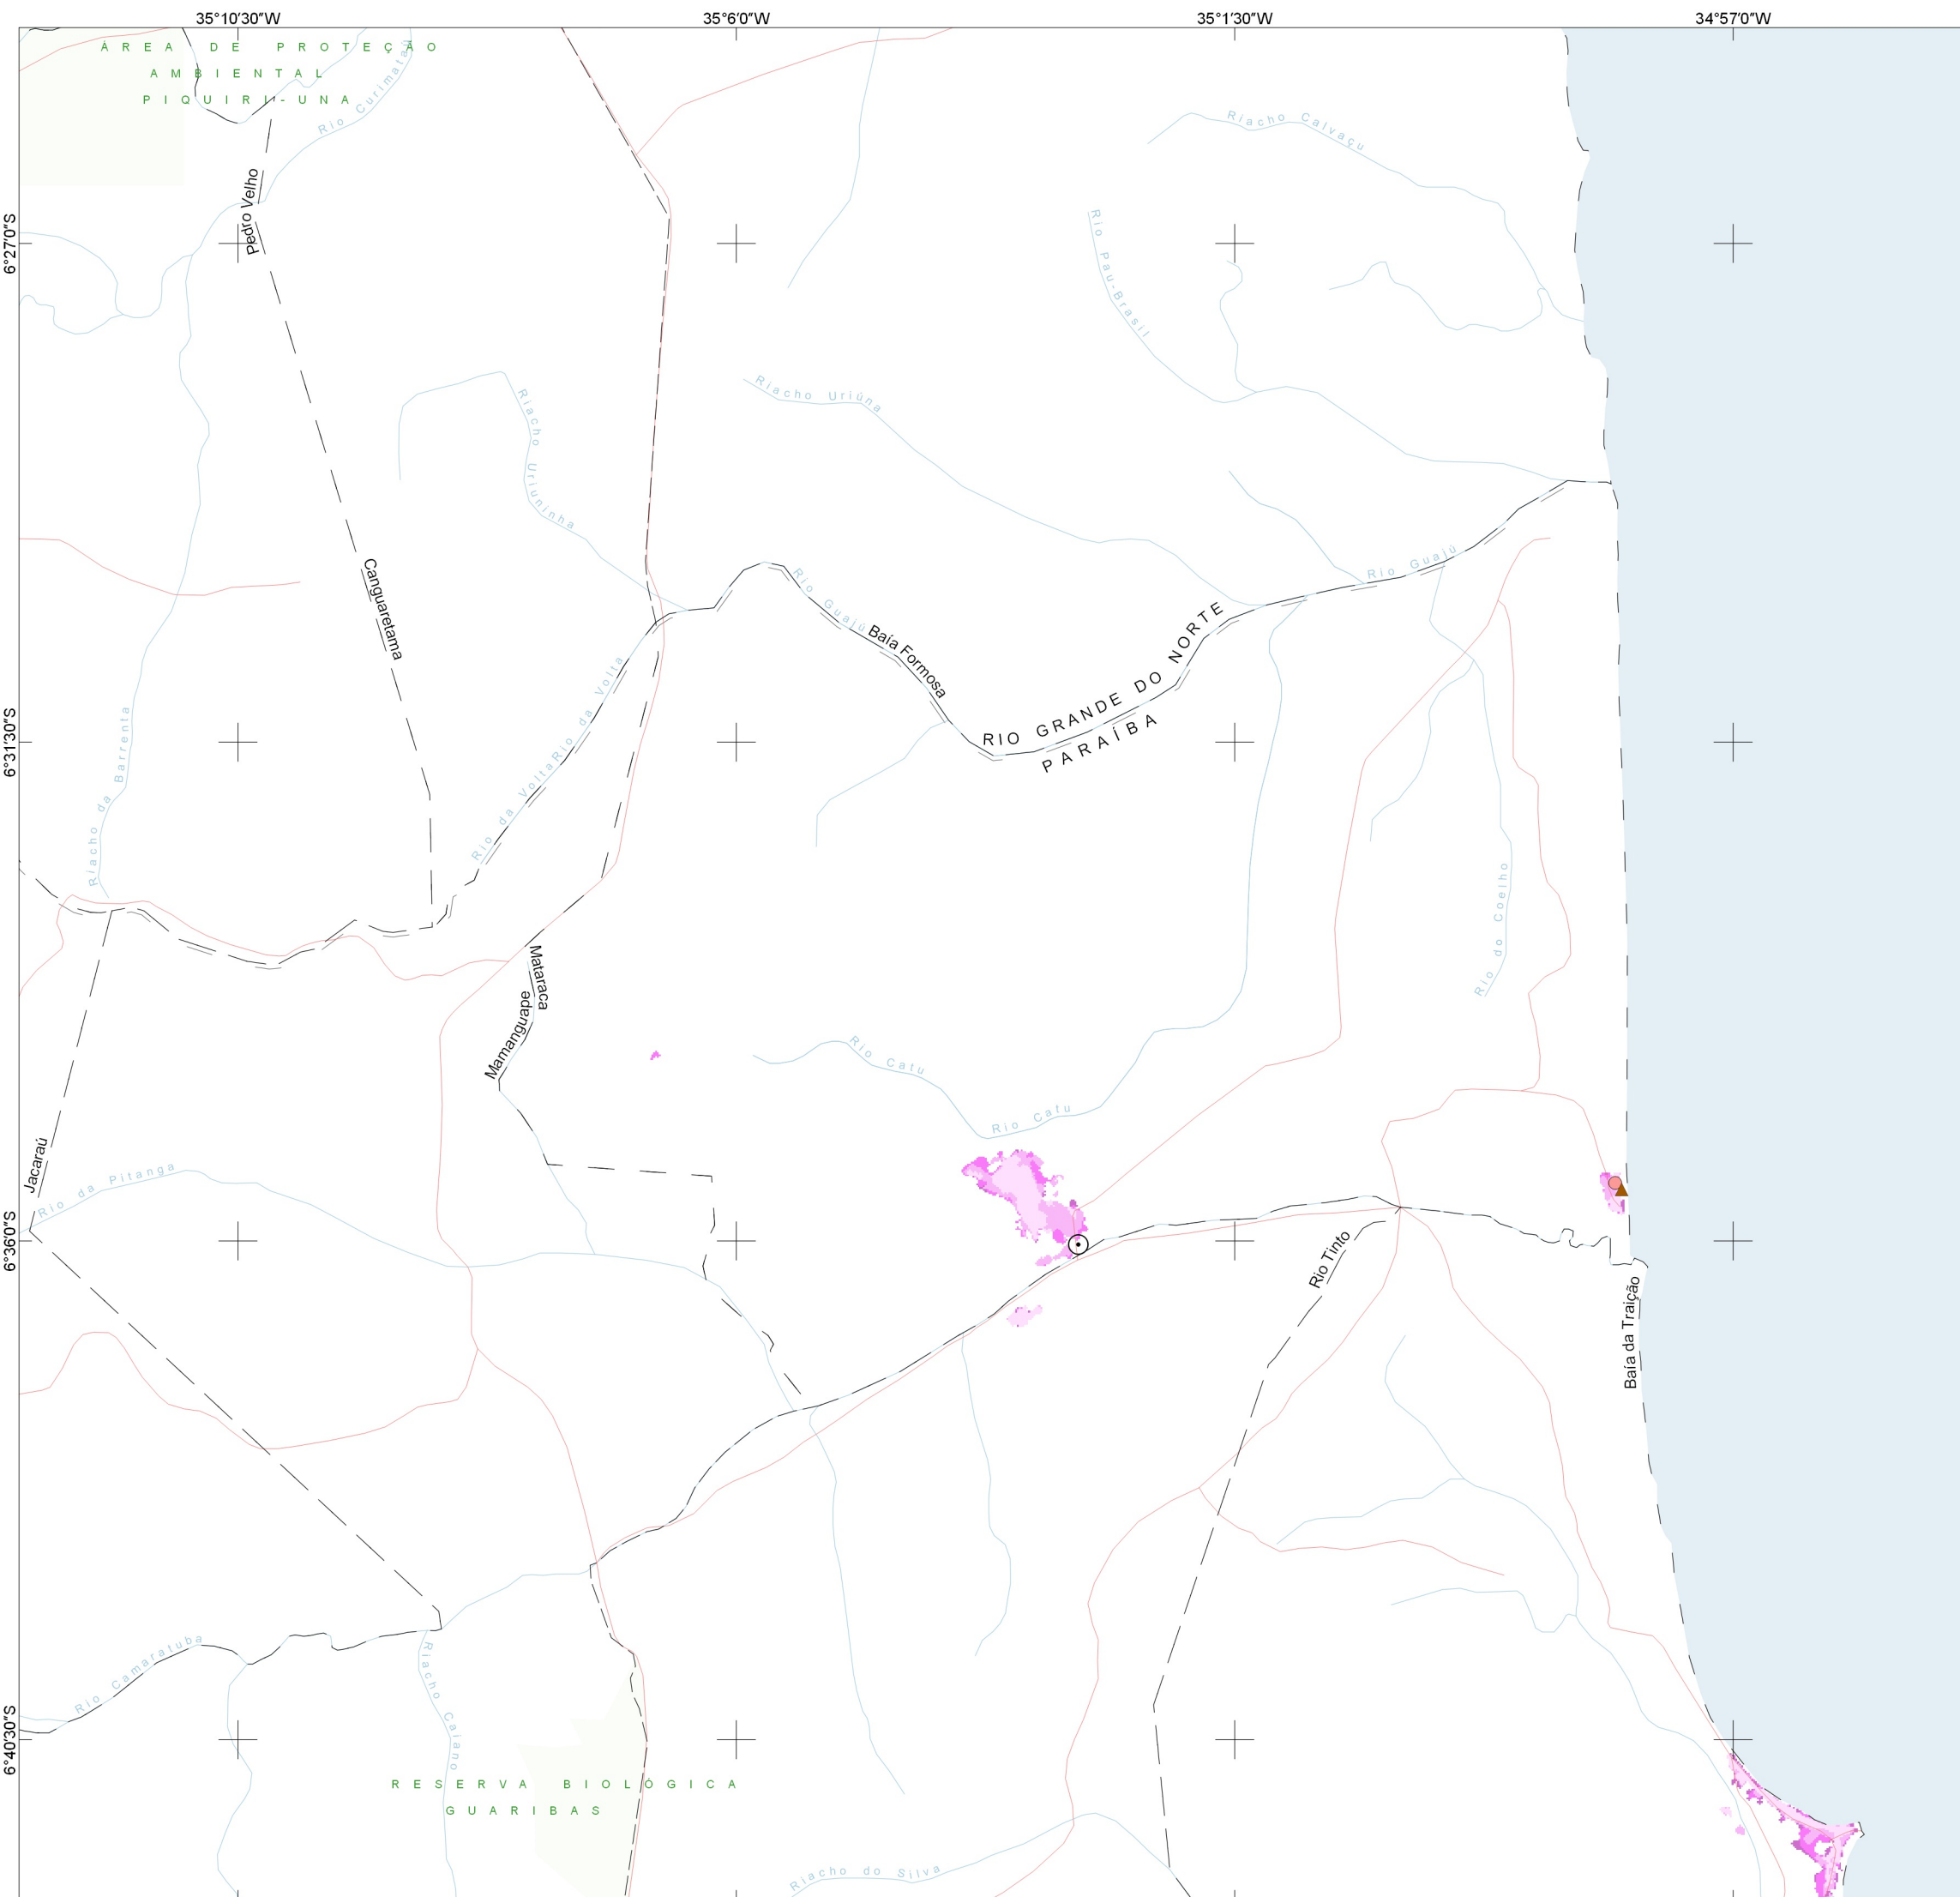 35°10'30"W
35°6'0"W
35°1'30"W
34°57'0"W
ÁREA DE PROTEÇÃO
AMBIENTAL
PIQUIRI-UNA
Rio Curimataú
Riacho Calvaçu
Pedro Velho
6°27'0"S
Rio Pau-Brasil
Riacho Uriúna
Riacho Uriuninha
Canguaretama
Rio Guajú
Rio Guajú
Baía Formosa
RIO GRANDE DO NORTE
PARAÍBA
Rio da Volta
Rio da Volta
6°31'30"S
Riacho da Barrenta
Rio do Coelho
Mataraca
Mamanguape
Rio Catu
Rio Catu
Jacaraú
Rio da Pitanga
6°36'0"S
Rio Tinto
Baía da Traição
Rio Camaratuba
Riacho Caiano
6°40'30"S
RESERVA BIOLÓGICA
GUARIBAS
Riacho do Silva